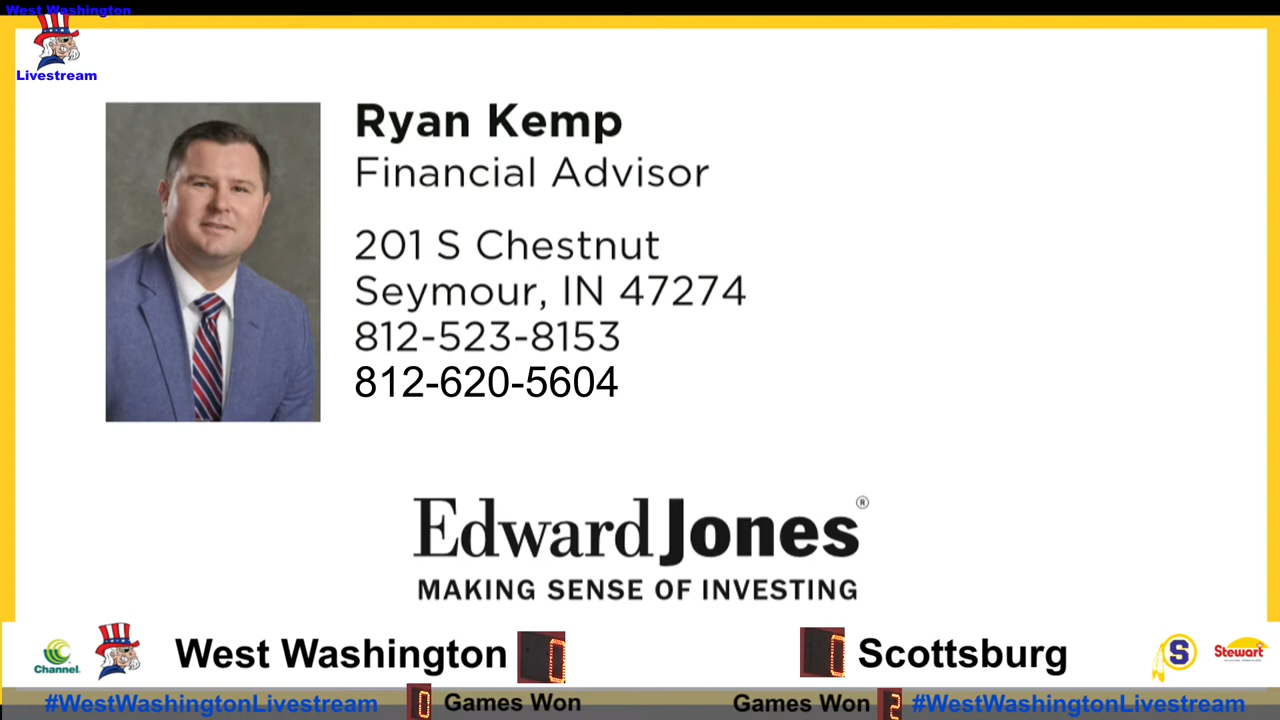 West Washington
Livestream
Ryan Kemp
Financial Advisor
201 S Chestnut
Seymour, IN 47274
812-523-8153
812-620-5604
Edward Jones®
MAKING SENSE OF INVESTING
Channel
West Washington 0
0 Scottsburg
S
Stewart
#WestWashingtonLivestream
0 Games Won
Games Won 2
#WestWashingtonLivestream